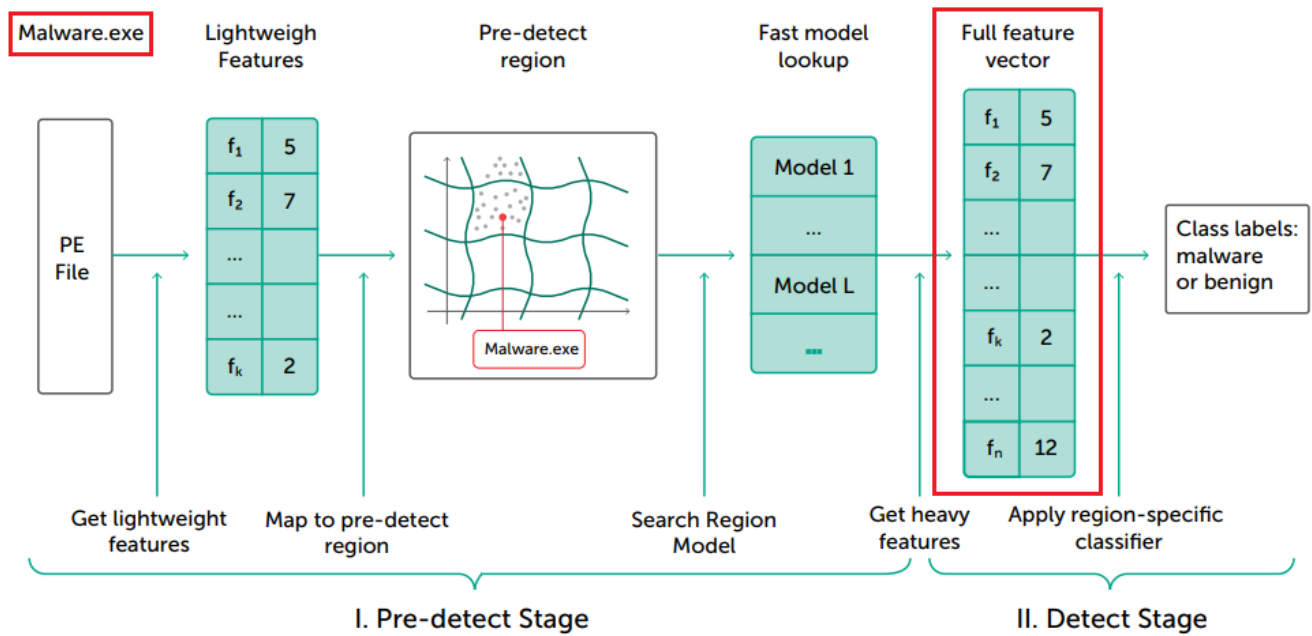 Malware.exe
Lightweigh
Features
Pre-detect
region
Fast model
lookup
Full feature
vector
PE
File
f1 5
f2 7
...
...
fk 2
Malware.exe
Model 1
...
Model L
...
f1 5
f2 7
...
...
fk 2
...
fn 12
Class labels:
malware
or benign
Get lightweight
features
Map to pre-detect
region
Search Region
Model
Get heavy
features
Apply region-specific
classifier
I. Pre-detect Stage
II. Detect Stage